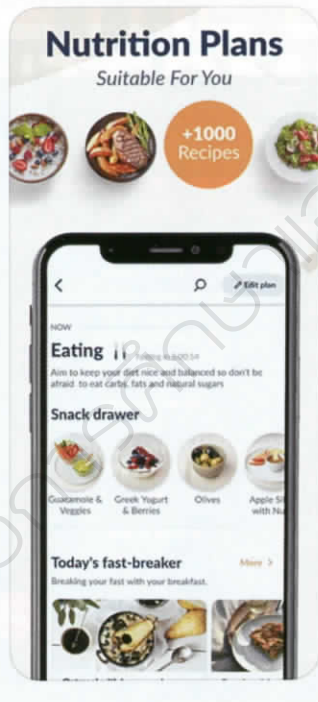 Nutrition Plans
Suitable For You
+1000
Recipes
Edit plan
NOW
Eating
Aim to keep your diet nice and balanced so don't be
afraid to eat carbs, fats and natural sugars
Snack drawer
Guacamole &
Veggies
Greek Yogurt
& Berries
Olives
Apple
with
Today's fast-breaker
More >
Breaking your fast with your breakfast.